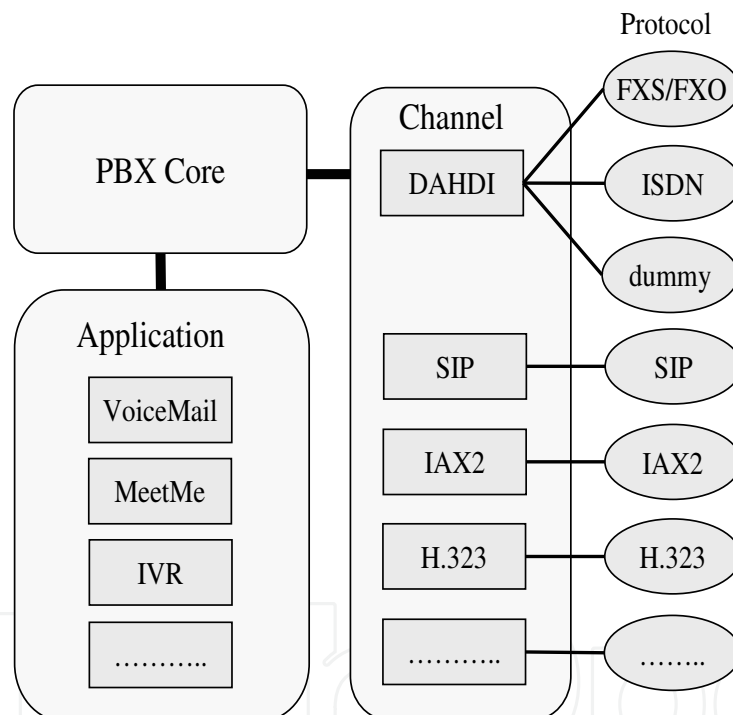 Protocol
FXS/FXO
Channel
PBX Core
DAHDI
ISDN
dummy
Application
SIP
SIP
VoiceMail
IAX2
IAX2
MeetMe
H.323
H.323
IVR
………..
………..
……..